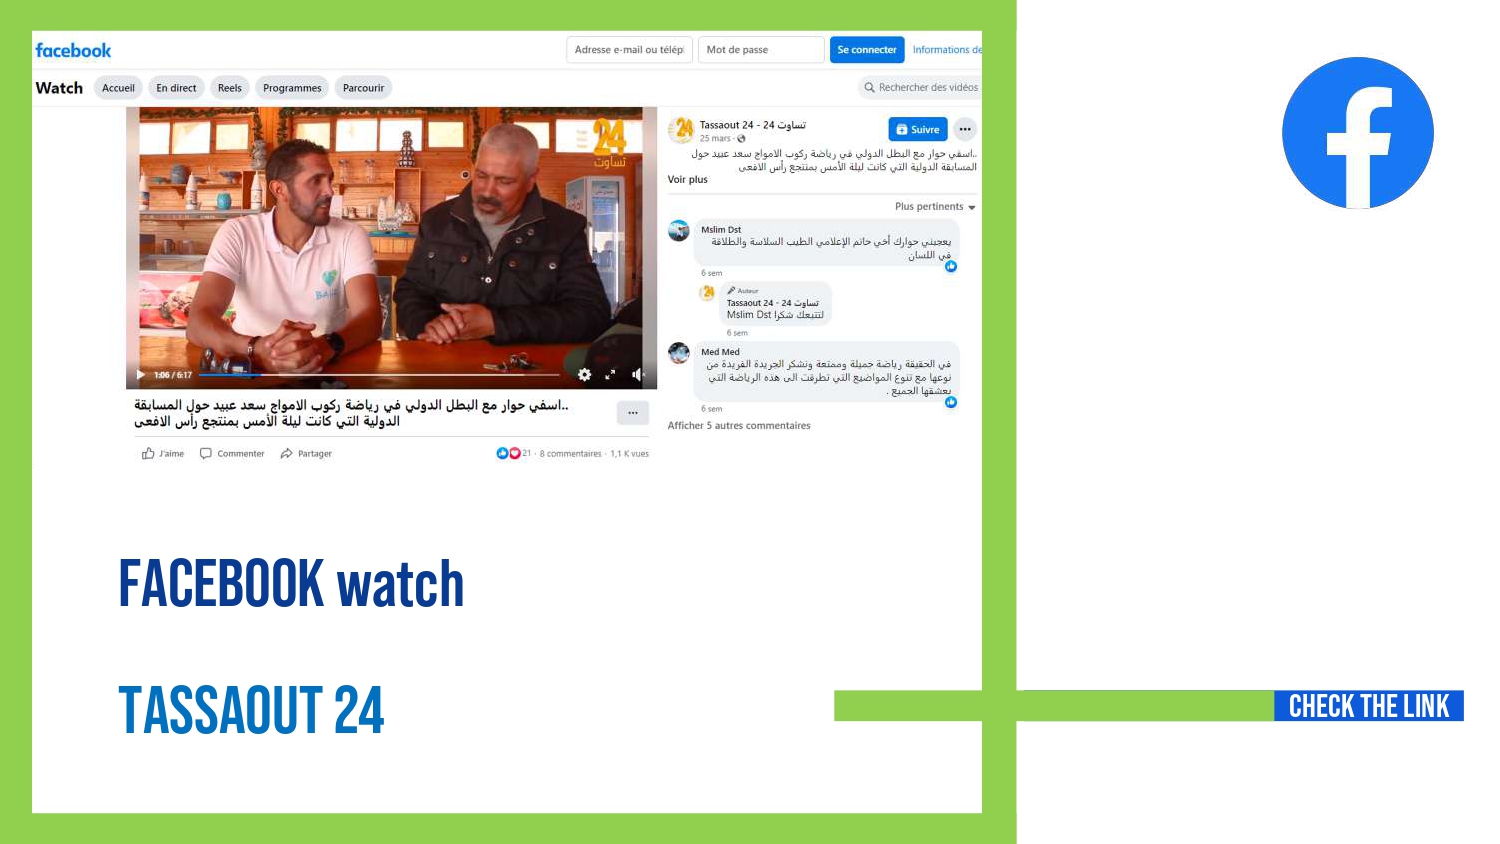 facebook
Adresse e-mail ou télép
Mot de passe
Se connecter
Informations de
Watch
Accueil
En direct
Reels
Programmes
Parcourir
Rechercher des vidéos
24
تساوت
Tassaout 24 - تساوت 24
25 mars
Suivre
اسفي حوار مع البطل الدولي في رياضة ركوب الامواج سعد عبيد حول..
المسابقة الدولية التي كانت ليلة الأمس بمنتجع رأس الافعى
Voir plus
Plus pertinents
Mslim Dst
يعجبني حوارك أخي حاتم الإعلامي الطيب السلاسة والطلاقة
في اللسان
6 sem
24
Auteur
Tassaout 24 - تساوت 24
Mslim Dst لتتبعك شكرا
6 sem
Med Med
في الحقيقة رياضة جميلة وممتعة ونشكر الجريدة الفريدة من
نوعها مع تنوع المواضيع التي تطرقت الى هذه الرياضة التي
يعشقها الجميع .
6 sem
Afficher 5 autres commentaires
1:06 / 6:17
اسفي حوار مع البطل الدولي في رياضة ركوب الامواج سعد عبيد حول المسابقة..
الدولية التي كانت ليلة الأمس بمنتجع رأس الافعى
J'aime
Commenter
Partager
21 · 8 commentaires · 1,1 K vues
FACEBOOK watch
TASSAOUT 24
CHECK THE LINK